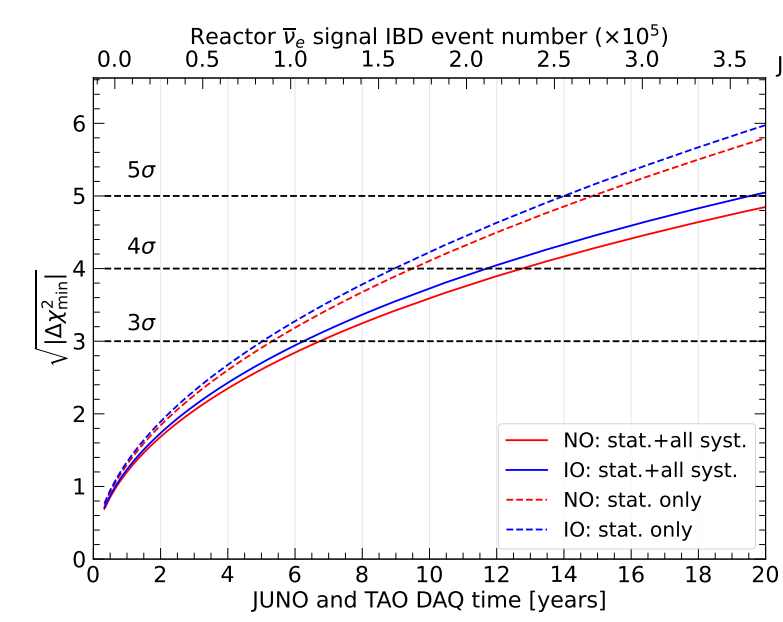 Reactor ν̅ₑ signal IBD event number (×10⁵)
0.0 0.5 1.0 1.5 2.0 2.5 3.0 3.5 J
6
5σ
5
4σ
4
√|Δχ²min|
3σ
3
2
1
0
NO: stat.+all syst.
IO: stat.+all syst.
NO: stat. only
IO: stat. only
0 2 4 6 8 10 12 14 16 18 20
JUNO and TAO DAQ time [years]